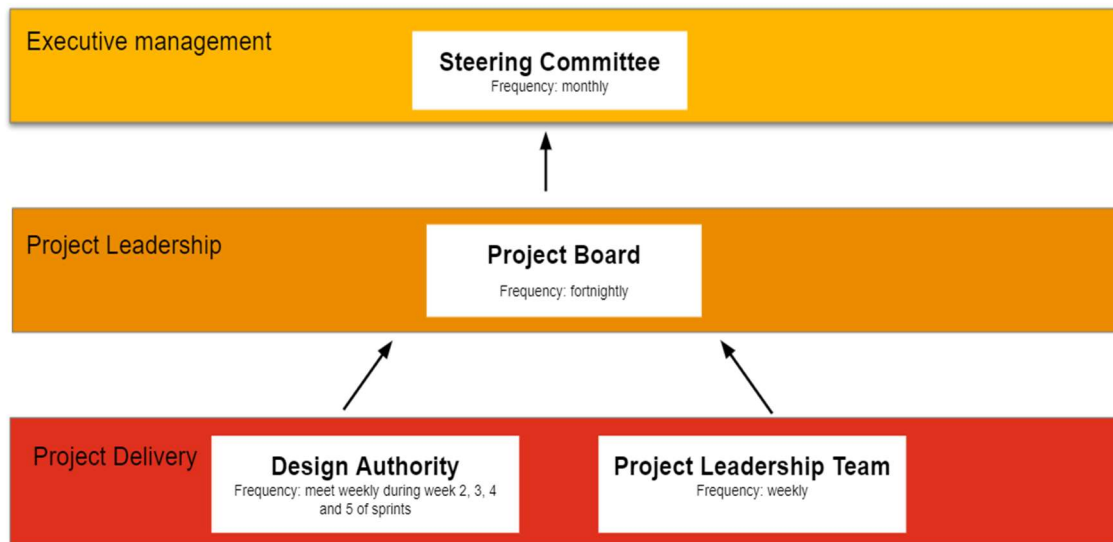 Executive management
Steering Committee
Frequency: monthly
Project Leadership
Project Board
Frequency: fortnightly
Project Delivery
Design Authority
Frequency: meet weekly during week 2, 3, 4
and 5 of sprints
Project Leadership Team
Frequency: weekly